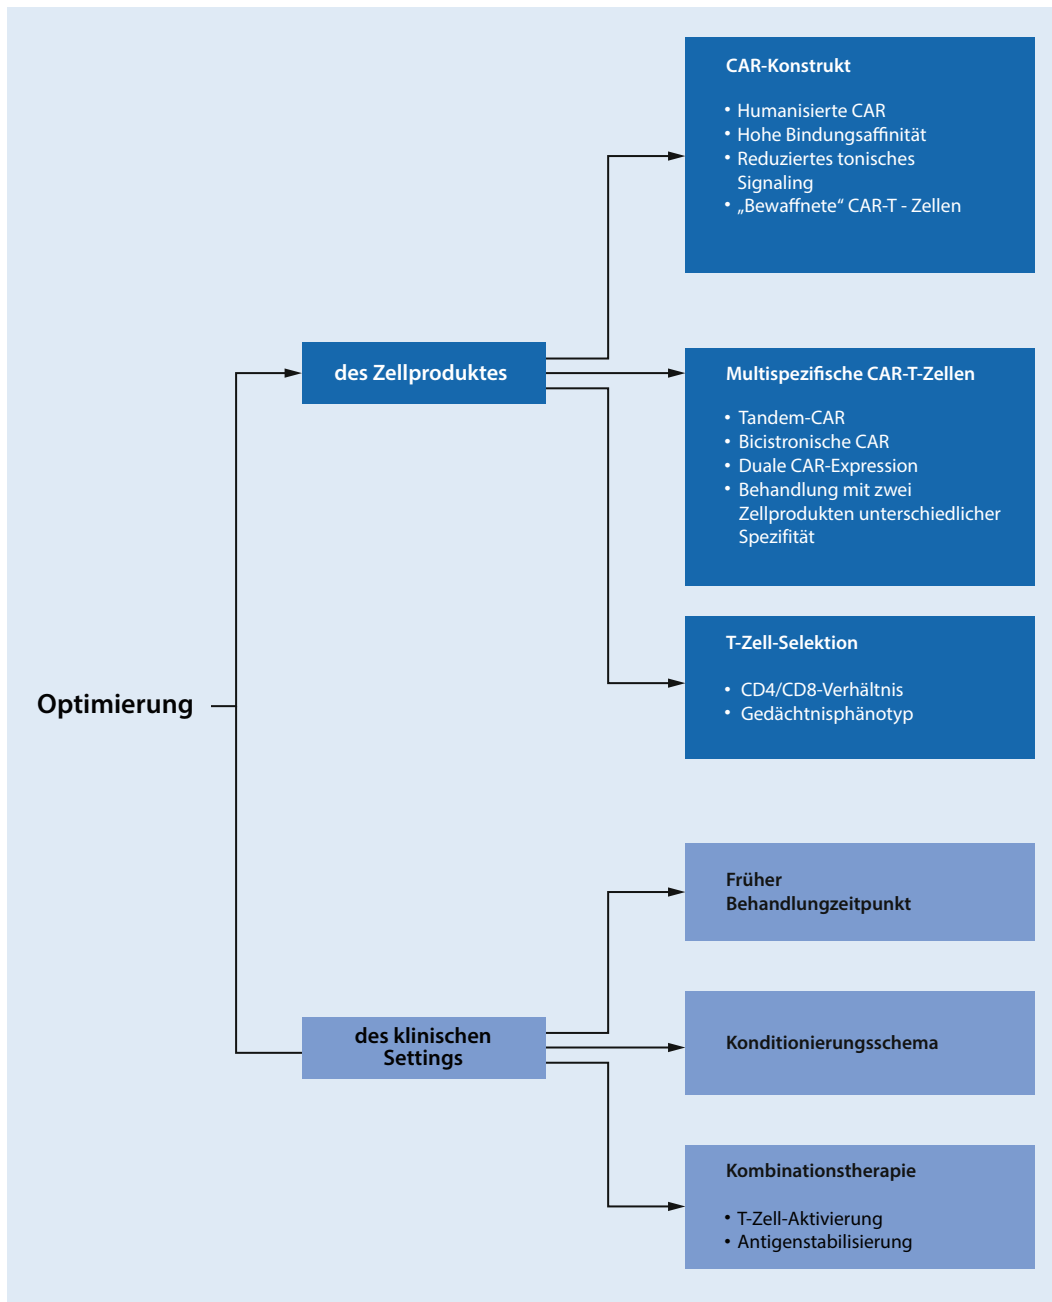 CAR-Konstrukt
• Humanisierte CAR
• Hohe Bindungsaffinität
• Reduziertes tonisches
Signaling
• „Bewaffnete“ CAR-T - Zellen
des Zellproduktes
Multispezifische CAR-T-Zellen
• Tandem-CAR
• Bicistronische CAR
• Duale CAR-Expression
• Behandlung mit zwei
Zellprodukten unterschiedlicher
Spezifität
T-Zell-Selektion
• CD4/CD8-Verhältnis
• Gedächtnisphänotyp
Optimierung
Früher
Behandlungzeitpunkt
des klinischen
Settings
Konditionierungsschema
Kombinationstherapie
• T-Zell-Aktivierung
• Antigenstabilisierung